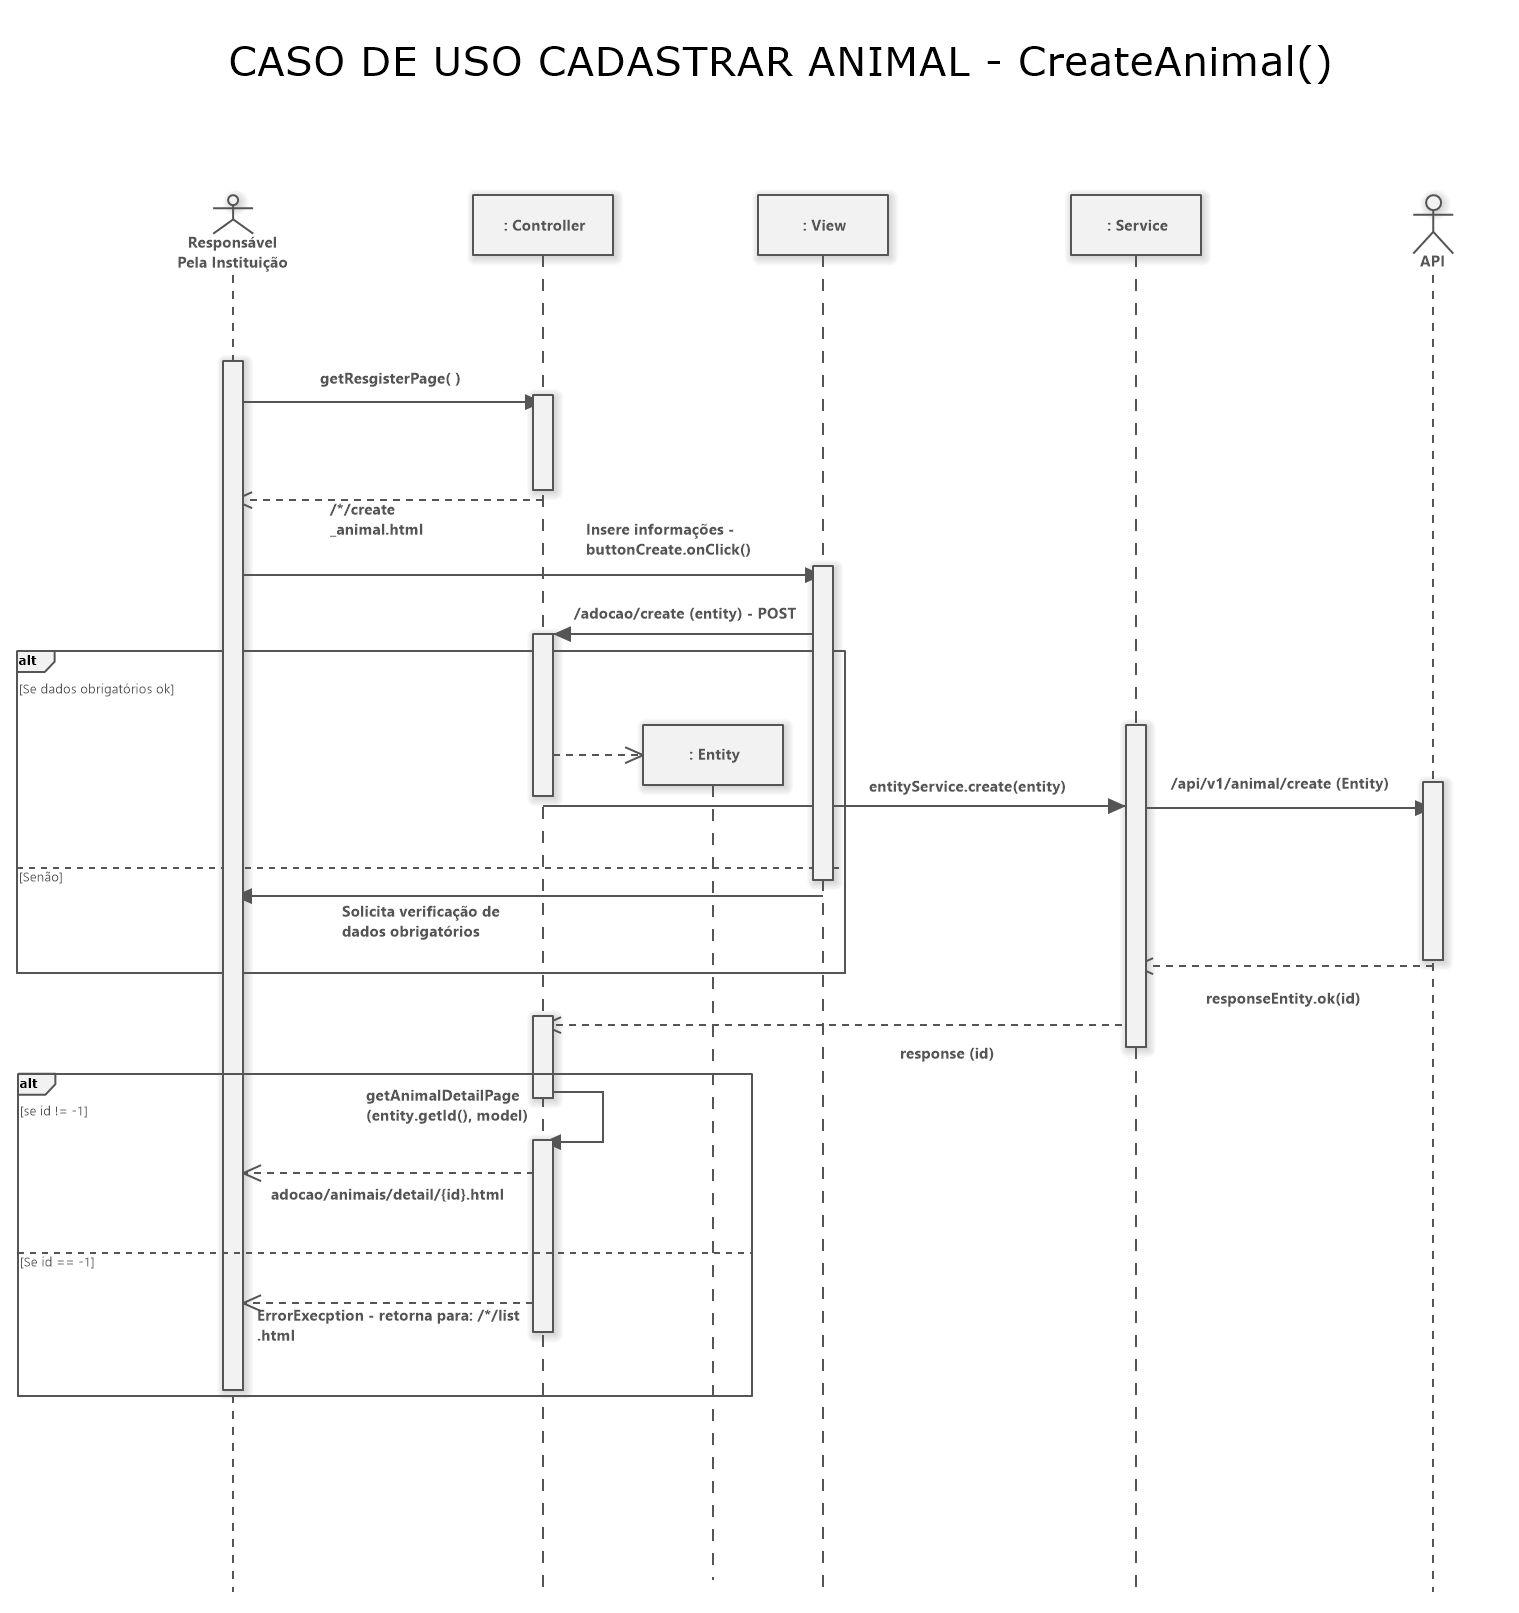 CASO DE USO CADASTRAR ANIMAL - CreateAnimal()
Responsável
Pela Instituição
: Controller
: View
: Service
API
getResgisterPage( )
/*/create
_animal.html
Insere informações -
buttonCreate.onClick()
/adocao/create (entity) - POST
alt
[Se dados obrigatórios ok]
: Entity
entityService.create(entity)
/api/v1/animal/create (Entity)
[Senão]
Solicita verificação de
dados obrigatórios
responseEntity.ok(id)
response (id)
alt
[se id != -1]
getAnimalDetailPage
(entity.getId(), model)
adocao/animais/detail/{id}.html
[Se id == -1]
ErrorExecption - retorna para: /*/list
.html